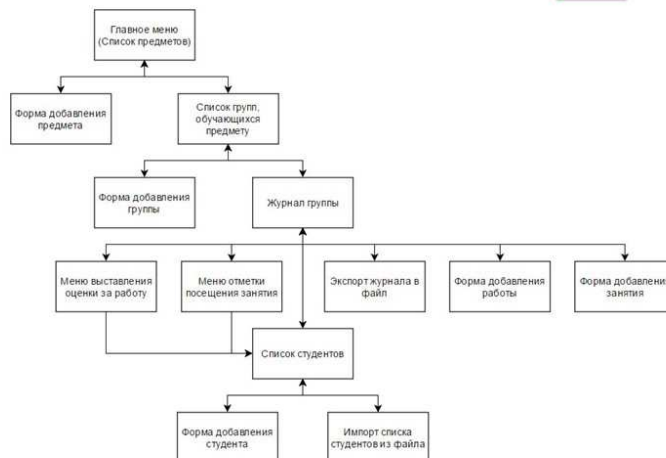 Главное меню
(Список предметов)
Форма добавления
предмета
Список групп,
обучающихся
предмету
Форма добавления
группы
Журнал группы
Меню выставления
оценки за работу
Меню отметки
посещения занятия
Экспорт журнала в
файл
Форма добавления
работы
Форма добавления
занятия
Список студентов
Форма добавления
студента
Импорт списка
студентов из файла